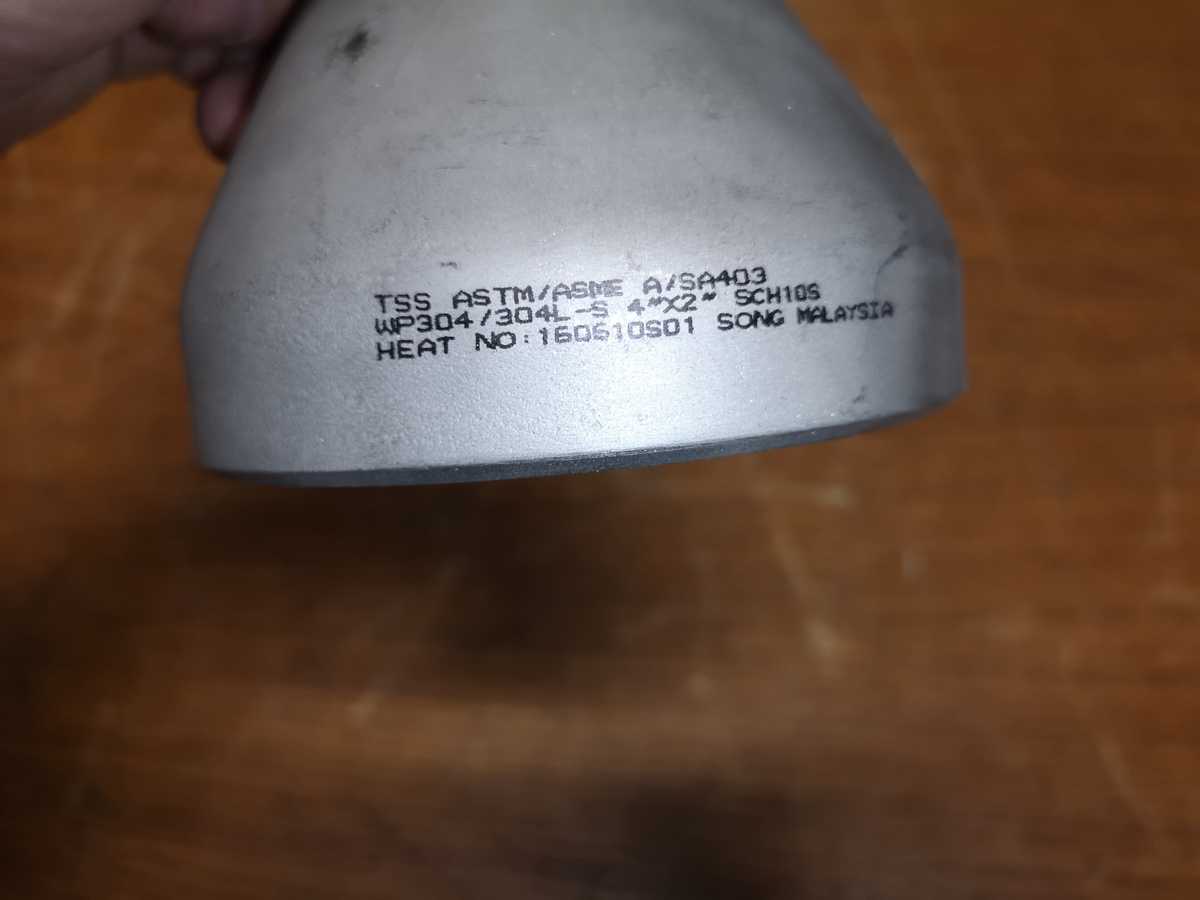 TSS ASTM/ASME A/SA403
WP304/304L-S 4"X2" SCH10S
HEAT NO:160610S01 SONG MALAYSIA